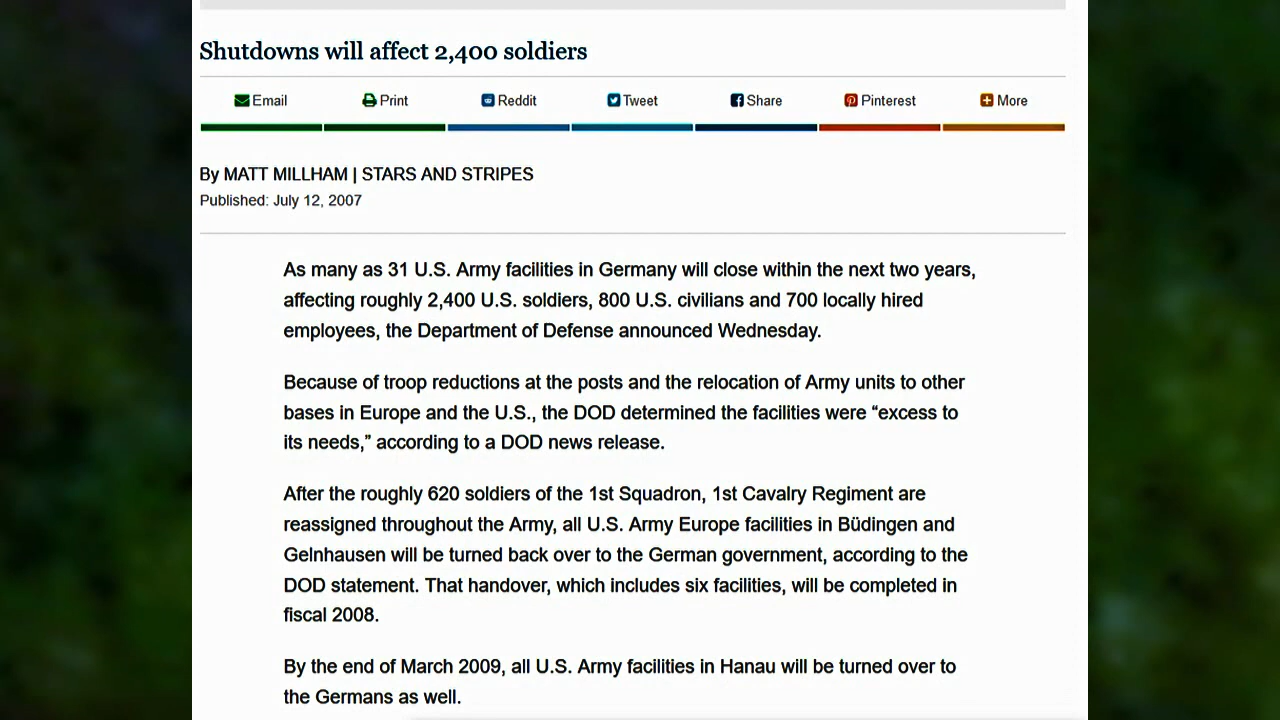 Shutdowns will affect 2,400 soldiers
Email Print Reddit Tweet Share Pinterest More
By MATT MILLHAM | STARS AND STRIPES
Published: July 12, 2007
As many as 31 U.S. Army facilities in Germany will close within the next two years,
affecting roughly 2,400 U.S. soldiers, 800 U.S. civilians and 700 locally hired
employees, the Department of Defense announced Wednesday.
Because of troop reductions at the posts and the relocation of Army units to other
bases in Europe and the U.S., the DOD determined the facilities were “excess to
its needs,” according to a DOD news release.
After the roughly 620 soldiers of the 1st Squadron, 1st Cavalry Regiment are
reassigned throughout the Army, all U.S. Army Europe facilities in Büdingen and
Gelnhausen will be turned back over to the German government, according to the
DOD statement. That handover, which includes six facilities, will be completed in
fiscal 2008.
By the end of March 2009, all U.S. Army facilities in Hanau will be turned over to
the Germans as well.